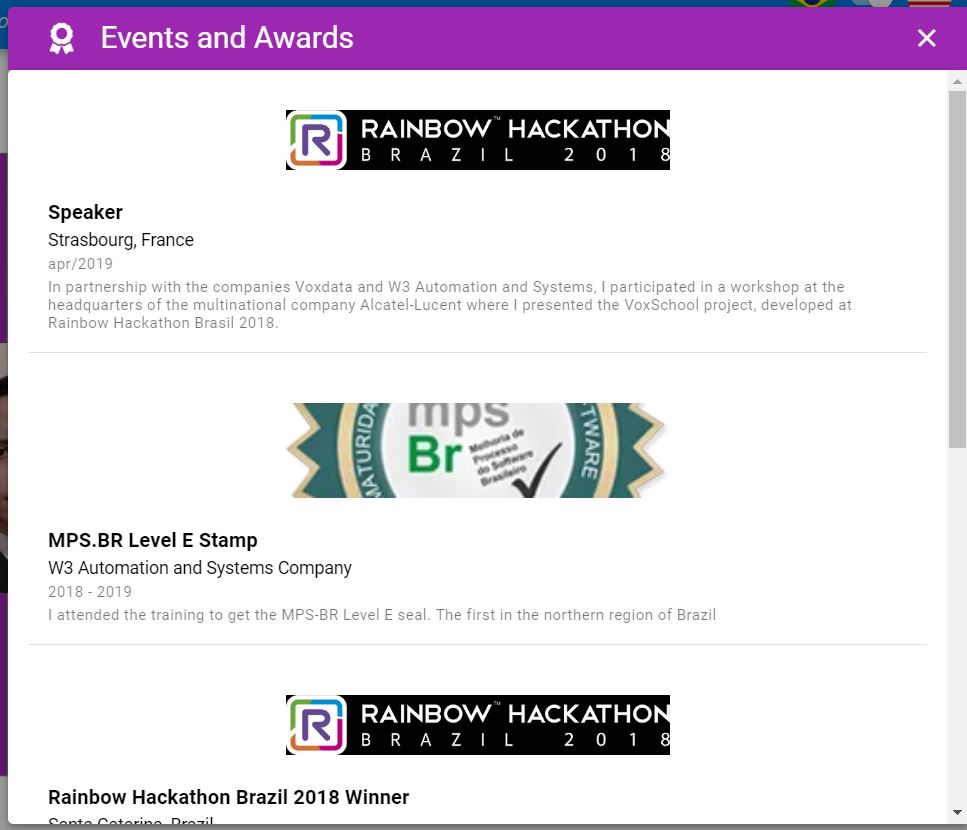 Events and Awards
R RAINBOW™ HACKATHON
BRAZIL 2018
Speaker
Strasbourg, France
apr/2019
In partnership with the companies Voxdata and W3 Automation and Systems, I participated in a workshop at the
headquarters of the multinational company Alcatel-Lucent where I presented the VoxSchool project, developed at
Rainbow Hackathon Brasil 2018.
mps
Br
Melhoria de
Processo
do Software
Brasileiro
MATURIDA
TWARE
MPS.BR Level E Stamp
W3 Automation and Systems Company
2018 - 2019
I attended the training to get the MPS-BR Level E seal. The first in the northern region of Brazil
R RAINBOW™ HACKATHON
BRAZIL 2018
Rainbow Hackathon Brazil 2018 Winner
Santa Catarina, Brazil